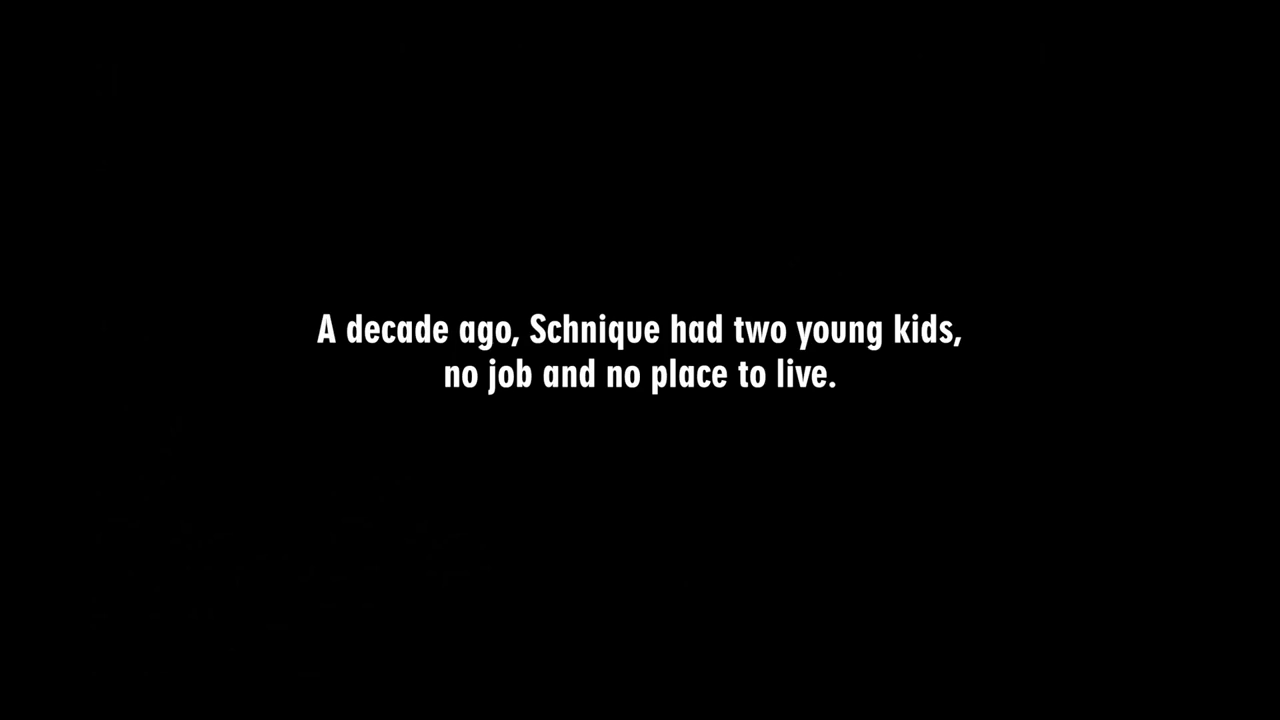 A decade ago, Schnique had two young kids,
no job and no place to live.